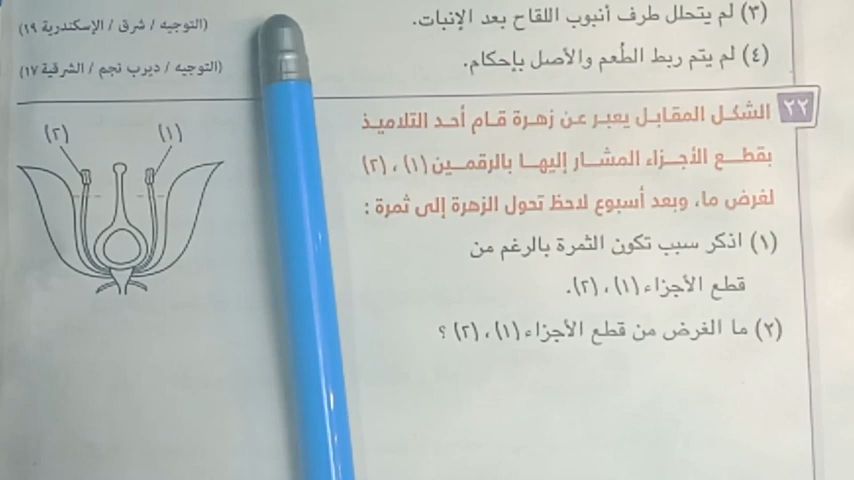 (٣) لم يتحلل طرف أنبوب اللقاح بعد الإنبات.
(التوجيه / شرق / الإسكندرية ١٩)
(٤) لم يتم ربط الطُعم والأصل بإحكام.
(التوجيه / ديرب نجم / الشرقية ١٧)
٢٢ الشكل المقابل يعبر عن زهرة قام أحد التلاميذ
بقطع الأجزاء المشار إليها بالرقمين (١) ، (٢)
لغرض ما، وبعد أسبوع لاحظ تحول الزهرة إلى ثمرة :
(١) اذكر سبب تكون الثمرة بالرغم من
قطع الأجزاء (١) ، (٢).
(٢) ما الغرض من قطع الأجزاء (١) ، (٢) ؟
(١)
(٢)